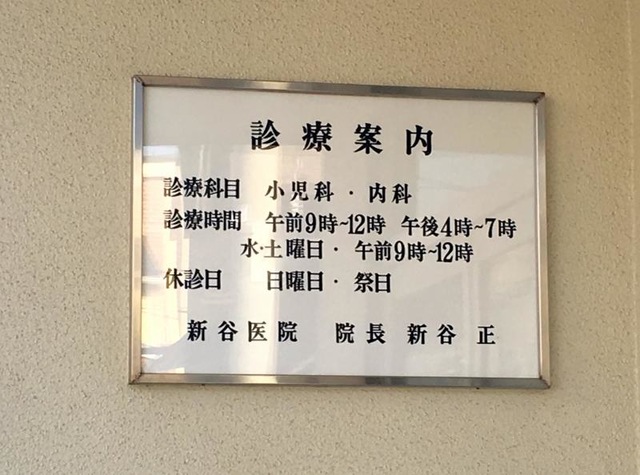 診療案内
診療科目 小児科・内科
診療時間 午前9時~12時 午後4時~7時
水・土曜日・午前9時~12時
休診日 日曜日・祭日
新谷医院 院長 新谷 正